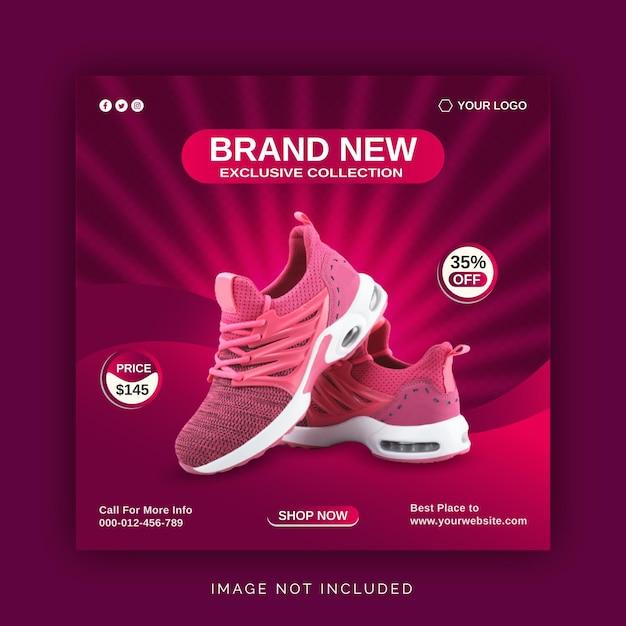 YOUR LOGO
BRAND NEW
EXCLUSIVE COLLECTION
35%
OFF
PRICE
$145
Call For More Info
000-012-456-789
SHOP NOW
Best Place to
www.yourwebsite.com
IMAGE NOT INCLUDED